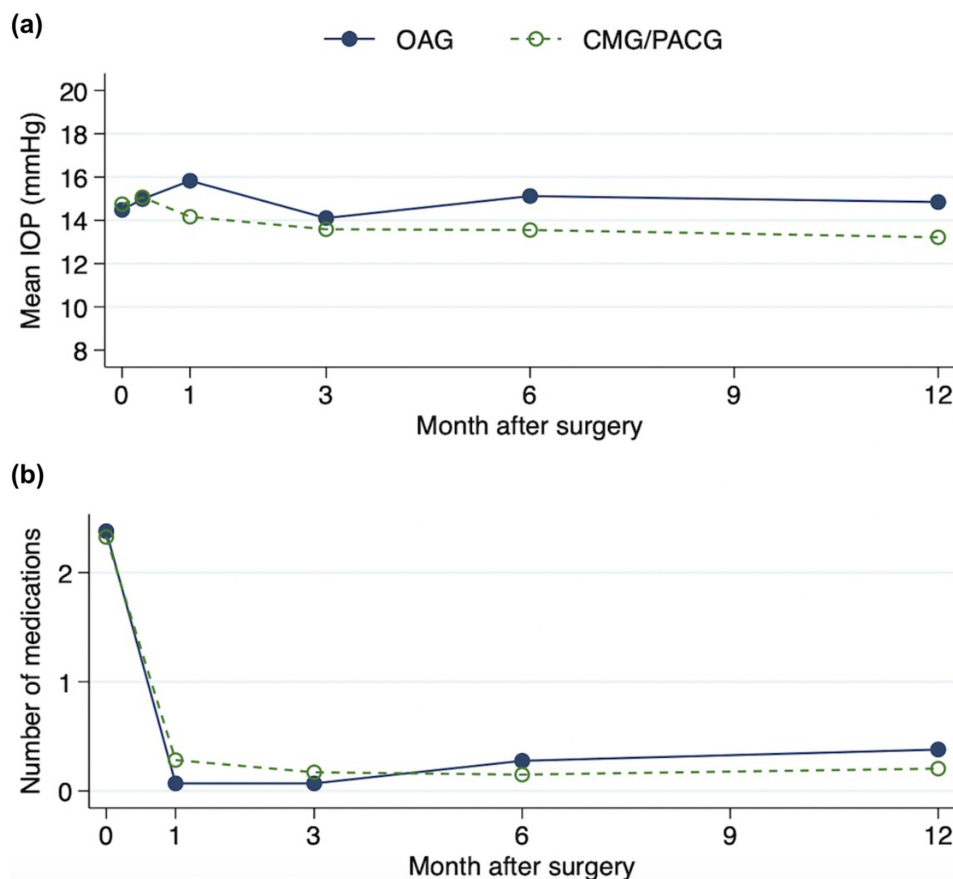 (a)
OAG CMG/PACG
Mean IOP (mmHg)
20
18
16
14
12
10
8
0 1 3 6 9 12
Month after surgery
(b)
Number of medications
2
1
0
0 1 3 6 9 12
Month after surgery